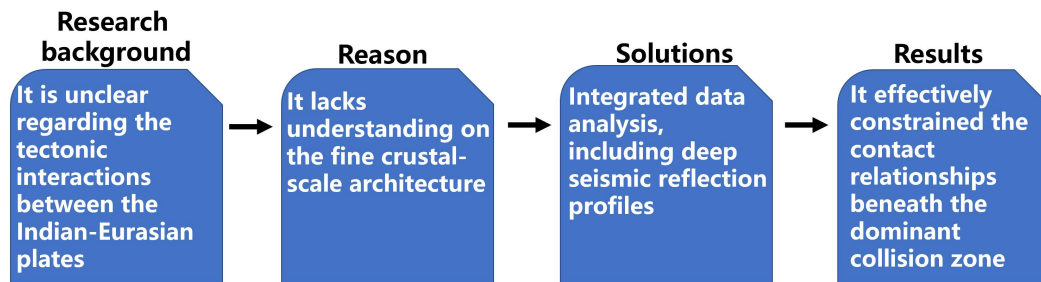 Research
background
It is unclear
regarding the
tectonic
interactions
between the
Indian-Eurasian
plates
Reason
It lacks
understanding on
the fine crustal-
scale architecture
Solutions
Integrated data
analysis,
including deep
seismic reflection
profiles
Results
It effectively
constrained the
contact
relationships
beneath the
dominant
collision zone